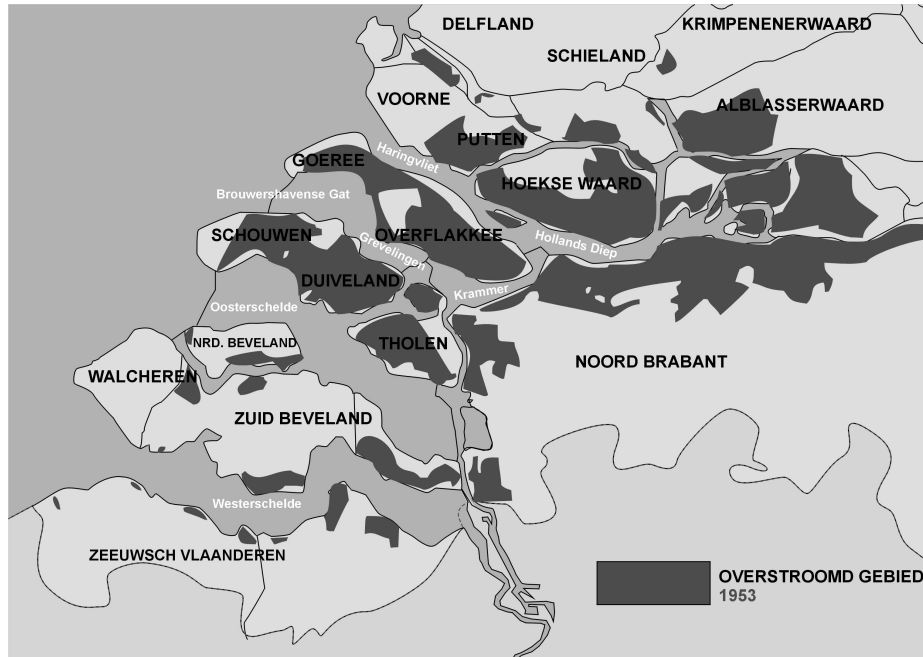 DELFLAND
KRIMPENENERWAARD
SCHIELAND
VOORNE
ALBLASSERWAARD
PUTTEN
Haringvliet
GOEREE
HOEKSE WAARD
Brouwershavense Gat
SCHOUWEN
OVERFLAKKEE
Grevelingen
Hollands Diep
DUIVELAND
Krammer
Oosterschelde
NRD. BEVELAND
THOLEN
NOORD BRABANT
WALCHEREN
ZUID BEVELAND
Westerschelde
ZEEUWSCH VLAANDEREN
OVERSTROOMD GEBIED
1953